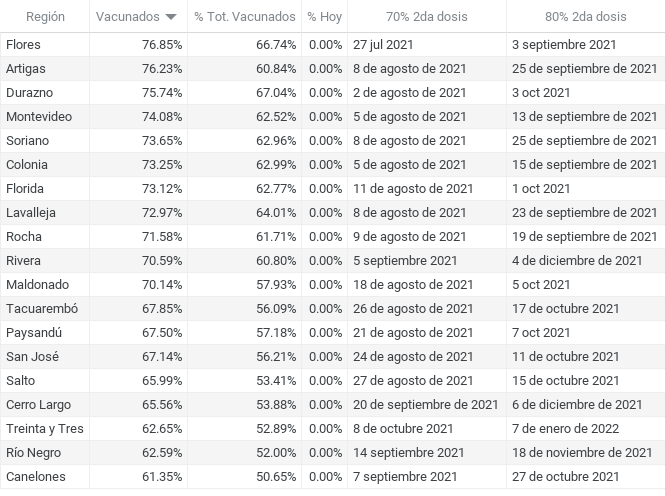 Región Vacunados % Tot. Vacunados % Hoy 70% 2da dosis 80% 2da dosis
Flores 76.85% 66.74% 0.00% 27 jul 2021 3 septiembre 2021
Artigas 76.23% 60.84% 0.00% 8 de agosto de 2021 25 de septiembre de 2021
Durazno 75.74% 67.04% 0.00% 2 de agosto de 2021 3 oct 2021
Montevideo 74.08% 62.52% 0.00% 5 de agosto de 2021 13 de septiembre de 2021
Soriano 73.65% 62.96% 0.00% 8 de agosto de 2021 25 de septiembre de 2021
Colonia 73.25% 62.99% 0.00% 5 de agosto de 2021 15 de septiembre de 2021
Florida 73.12% 62.77% 0.00% 11 de agosto de 2021 1 oct 2021
Lavalleja 72.97% 64.01% 0.00% 8 de agosto de 2021 23 de septiembre de 2021
Rocha 71.58% 61.71% 0.00% 9 de agosto de 2021 19 de septiembre de 2021
Rivera 70.59% 60.80% 0.00% 5 septiembre 2021 4 de diciembre de 2021
Maldonado 70.14% 57.93% 0.00% 18 de agosto de 2021 5 oct 2021
Tacuarembó 67.85% 56.09% 0.00% 26 de agosto de 2021 17 de octubre 2021
Paysandú 67.50% 57.18% 0.00% 21 de agosto de 2021 7 oct 2021
San José 67.14% 56.21% 0.00% 24 de agosto de 2021 11 de octubre 2021
Salto 65.99% 53.41% 0.00% 27 de agosto de 2021 15 de octubre 2021
Cerro Largo 65.56% 53.88% 0.00% 20 de septiembre de 2021 6 de diciembre de 2021
Treinta y Tres 62.65% 52.89% 0.00% 8 de octubre 2021 7 de enero de 2022
Río Negro 62.59% 52.00% 0.00% 14 septiembre 2021 18 de noviembre de 2021
Canelones 61.35% 50.65% 0.00% 7 septiembre 2021 27 de octubre 2021